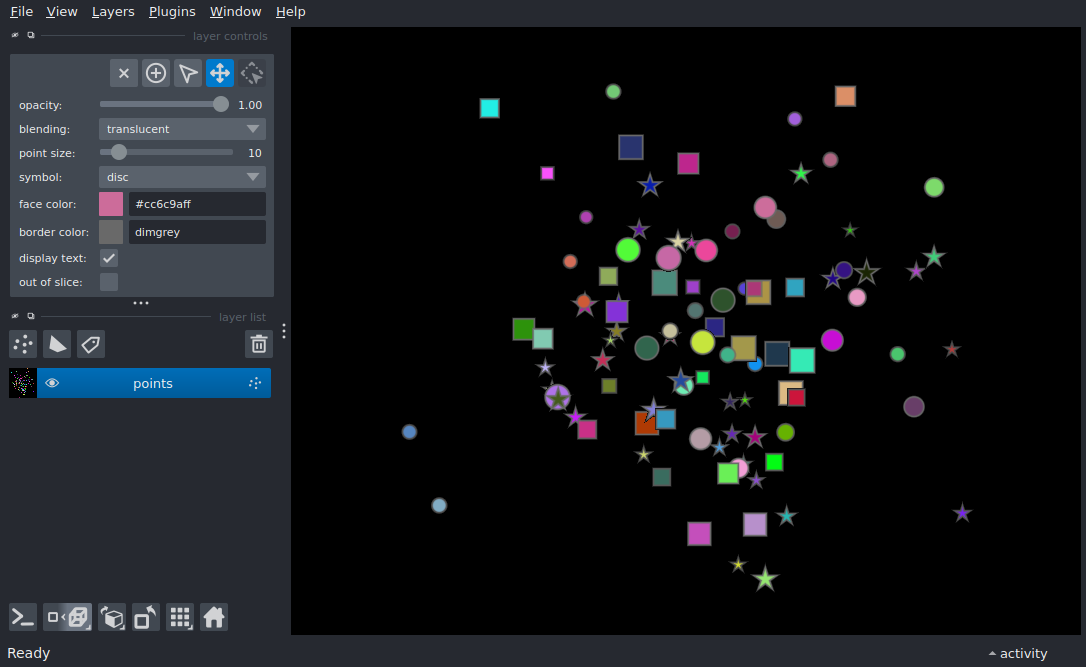 File View Layers Plugins Window Help
layer controls
opacity: 1.00
blending: translucent
point size: 10
symbol: disc
face color: #cc6c9aff
border color: dimgrey
display text:
out of slice:
layer list
points
Ready
activity